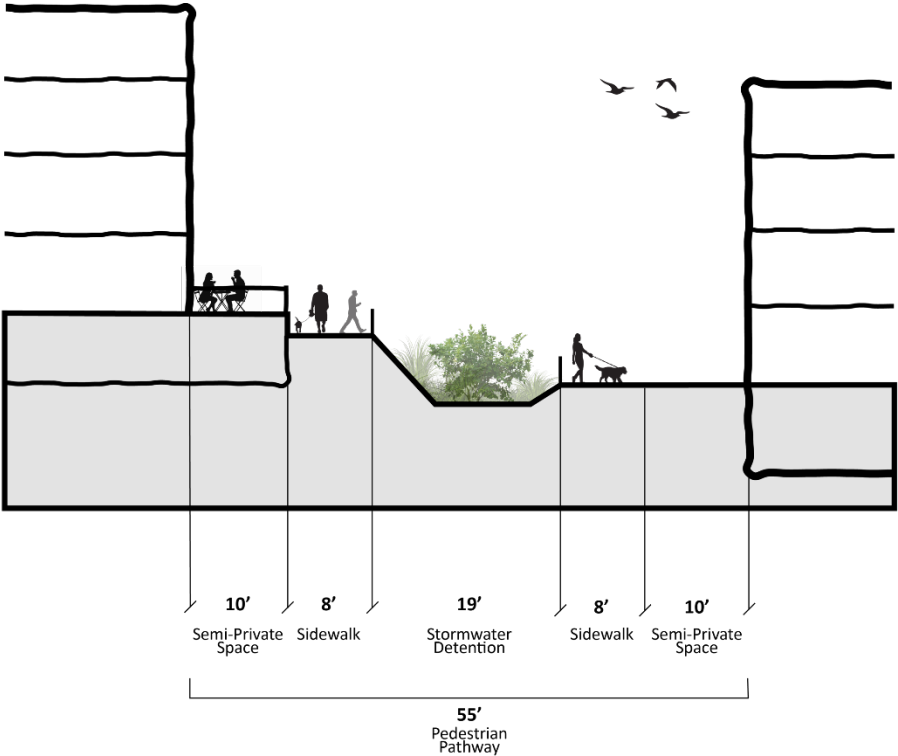 10’ 8’ 19’ 8’ 10’
Semi-Private Sidewalk Stormwater Sidewalk Semi-Private
Space Detention Space
55’
Pedestrian
Pathway